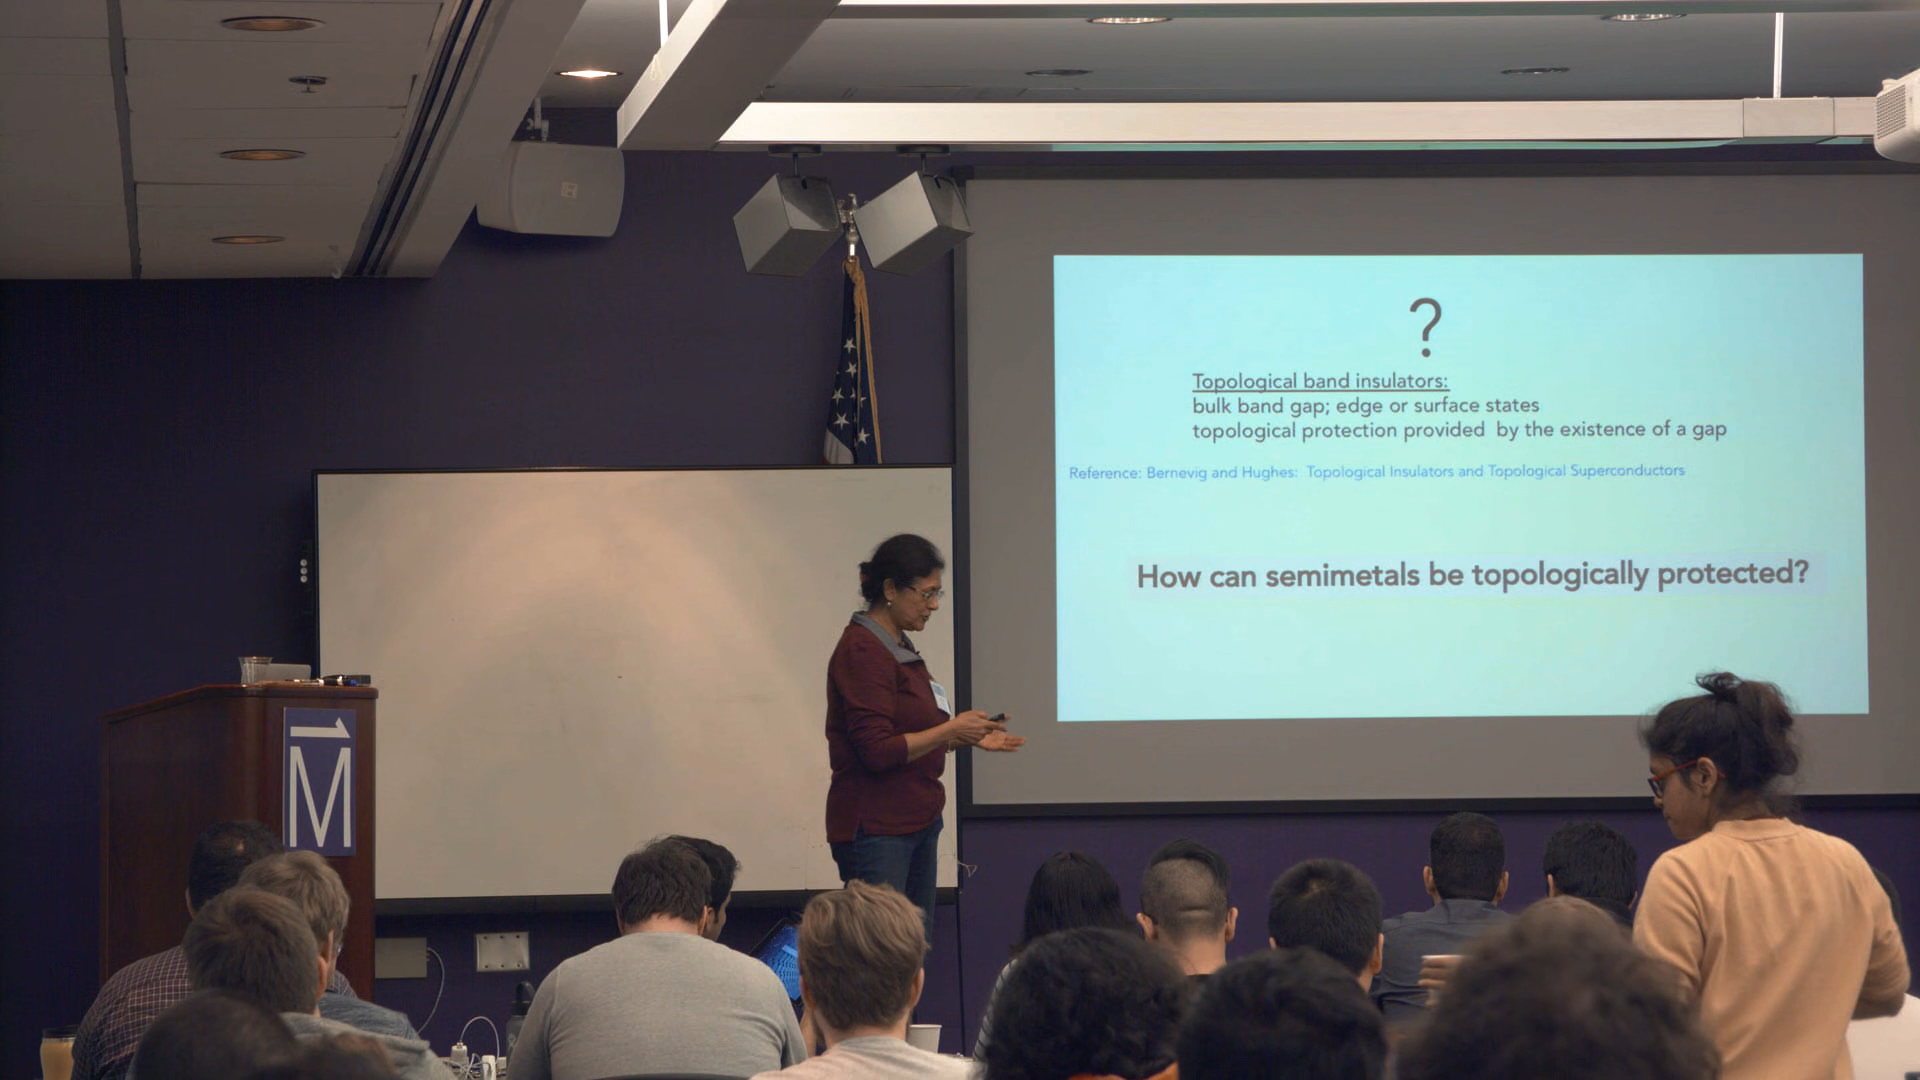 ?
Topological band insulators:
bulk band gap; edge or surface states
topological protection provided by the existence of a gap
Reference: Bernevig and Hughes: Topological Insulators and Topological Superconductors
How can semimetals be topologically protected?
1M